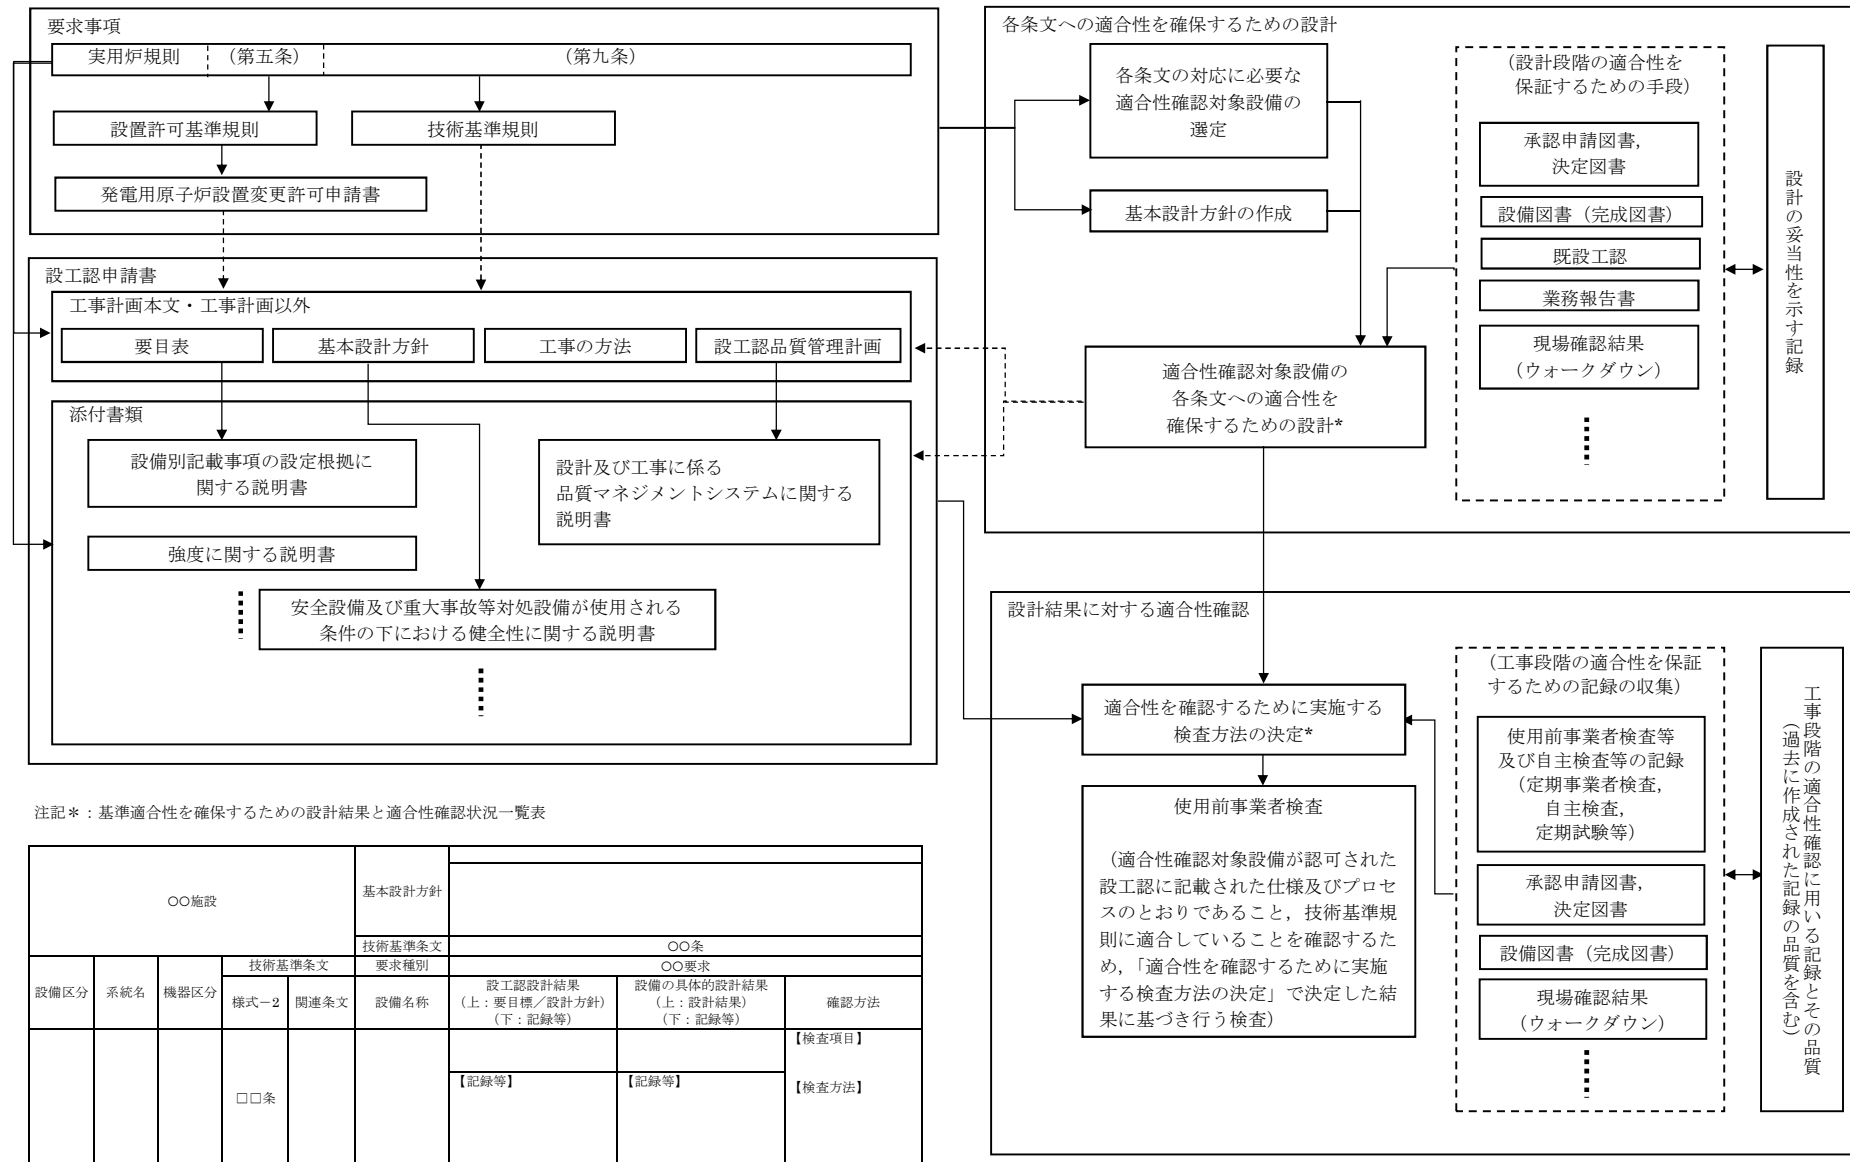 要求事項
実用炉規則
（第五条）
（第九条）
設置許可基準規則
技術基準規則
発電用原子炉設置変更許可申請書
設工認申請書
工事計画本文・工事計画以外
要目表
基本設計方針
工事の方法
設工認品質管理計画
添付書類
設備別記載事項の設定根拠に
関する説明書
設計及び工事に係る
品質マネジメントシステムに関する
説明書
強度に関する説明書
安全設備及び重大事故等対処設備が使用される
条件の下における健全性に関する説明書
各条文への適合性を確保するための設計
各条文の対応に必要な
適合性確認対象設備の
選定
基本設計方針の作成
適合性確認対象設備の
各条文への適合性を
確保するための設計*
（設計段階の適合性を
保証するための手段）
承認申請図書，
決定図書
設備図書（完成図書）
既設工認
業務報告書
現場確認結果
（ウォークダウン）
設計の妥当性を示す記録
設計結果に対する適合性確認
適合性を確認するために実施する
検査方法の決定*
使用前事業者検査
（適合性確認対象設備が認可された
設工認に記載された仕様及びプロセ
スのとおりであること，技術基準規
則に適合していることを確認するた
め，「適合性を確認するために実施
する検査方法の決定」で決定した結
果に基づき行う検査）
（工事段階の適合性を保証
するための記録の収集）
使用前事業者検査等
及び自主検査等の記録
（定期事業者検査，
自主検査，
定期試験等）
承認申請図書，
決定図書
設備図書（完成図書）
現場確認結果
（ウォークダウン）
工事段階の適合性確認に用いる記録とその品質
（過去に作成された記録の品質を含む）
注記＊：基準適合性を確保するための設計結果と適合性確認状況一覧表
○○施設
基本設計方針
技術基準条文
○○条
設備区分
系統名
機器区分
技術基準条文
要求種別
○○要求
様式－2
関連条文
設備名称
設工認設計結果
（上：要目標／設計方針）
（下：記録等）
設備の具体的設計結果
（上：設計結果）
（下：記録等）
確認方法
□□条
【記録等】
【記録等】
【検査項目】
【検査方法】